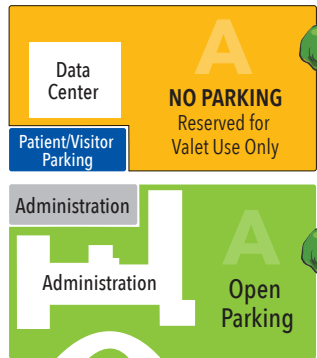 A
Data
Center
NO PARKING
Reserved for
Valet Use Only
Patient/Visitor
Parking
Administration
A
Administration
Open
Parking